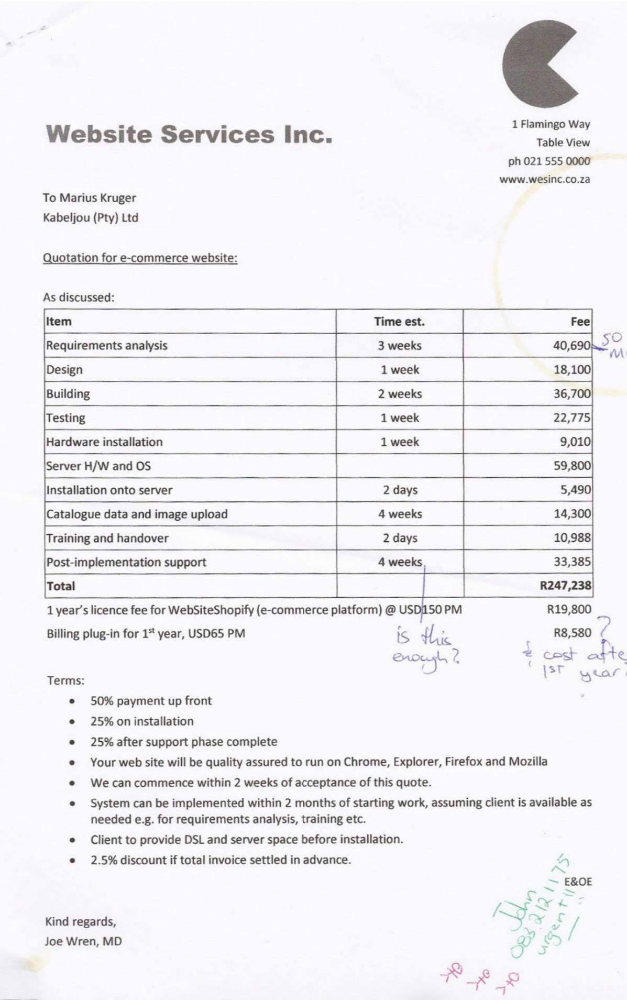 1 Flamingo Way
Website Services Inc.
Table View
ph 021 555 0000
www.wesinc.co.za
To Marius Kruger
Kabeljou (Pty) Ltd
Quotation for e-commerce website:
As discussed:
Item Time est. Fee
Requirements analysis 3 weeks 40,690
so
Design 1 week 18,100
Building 2 weeks 36,700
Testing 1 week 22,775
Hardware installation 1 week 9,010
Server H/W and OS 59,800
Installation onto server 2 days 5,490
Catalogue data and image upload 4 weeks 14,300
Training and handover 2 days 10,988
Post-implementation support 4 weeks 33,385
Total R247,238
1 year's licence fee for WebSiteShopify (e-commerce platform) @ USD150 PM R19,800
Billing plug-in for 1st year, USD65 PM R8,580 ?
is this
enough?
& cost afte
1st year
Terms:
• 50% payment up front
• 25% on installation
• 25% after support phase complete
• Your web site will be quality assured to run on Chrome, Explorer, Firefox and Mozilla
• We can commence within 2 weeks of acceptance of this quote.
• System can be implemented within 2 months of starting work, assuming client is available as
needed e.g. for requirements analysis, training etc.
• Client to provide DSL and server space before installation.
• 2.5% discount if total invoice settled in advance.
E&OE
John
083 212 1175
urgent!!
Kind regards,
Joe Wren, MD